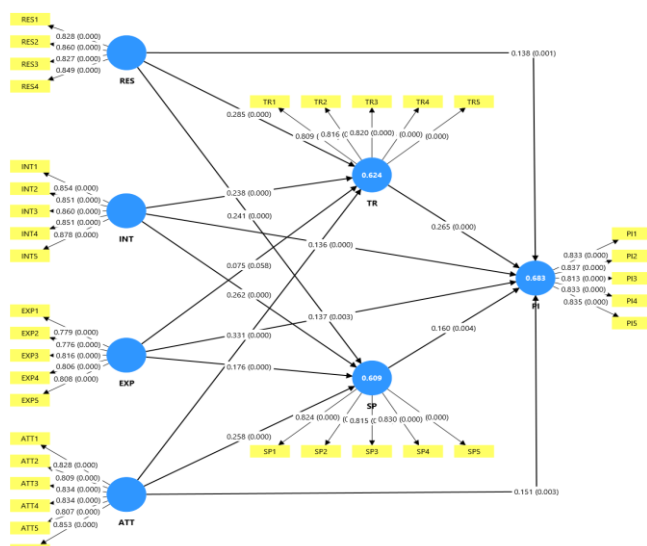 RES1
RES2
RES3
RES4
0.828 (0.000)
0.860 (0.000)
0.827 (0.000)
0.849 (0.000)
RES
0.138 (0.001)
0.285 (0.000)
TR1
TR2
TR3
TR4
TR5
0.809
0.816
0.820 (0.000)
(0.000)
0.624
TR
INT1
INT2
INT3
INT4
INT5
0.854 (0.000)
0.851 (0.000)
0.860 (0.000)
0.851 (0.000)
0.878 (0.000)
INT
0.238 (0.000)
0.241 (0.000)
0.136 (0.000)
0.265 (0.000)
0.075 (0.058)
0.262 (0.000)
0.683
PI
0.833 (0.000)
0.837 (0.000)
0.813 (0.000)
0.833 (0.000)
0.835 (0.000)
PI1
PI2
PI3
PI4
PI5
EXP1
EXP2
EXP3
EXP4
EXP5
0.779 (0.000)
0.776 (0.000)
0.816 (0.000)
0.806 (0.000)
0.808 (0.000)
EXP
0.137 (0.003)
0.331 (0.000)
0.176 (0.000)
0.160 (0.004)
0.609
SP
0.824 (0.000)
0.815
0.830 (0.000)
(0.000)
SP1
SP2
SP3
SP4
SP5
0.258 (0.000)
ATT1
ATT2
ATT3
ATT4
ATT5
0.828 (0.000)
0.809 (0.000)
0.834 (0.000)
0.834 (0.000)
0.807 (0.000)
0.853 (0.000)
ATT
0.151 (0.003)